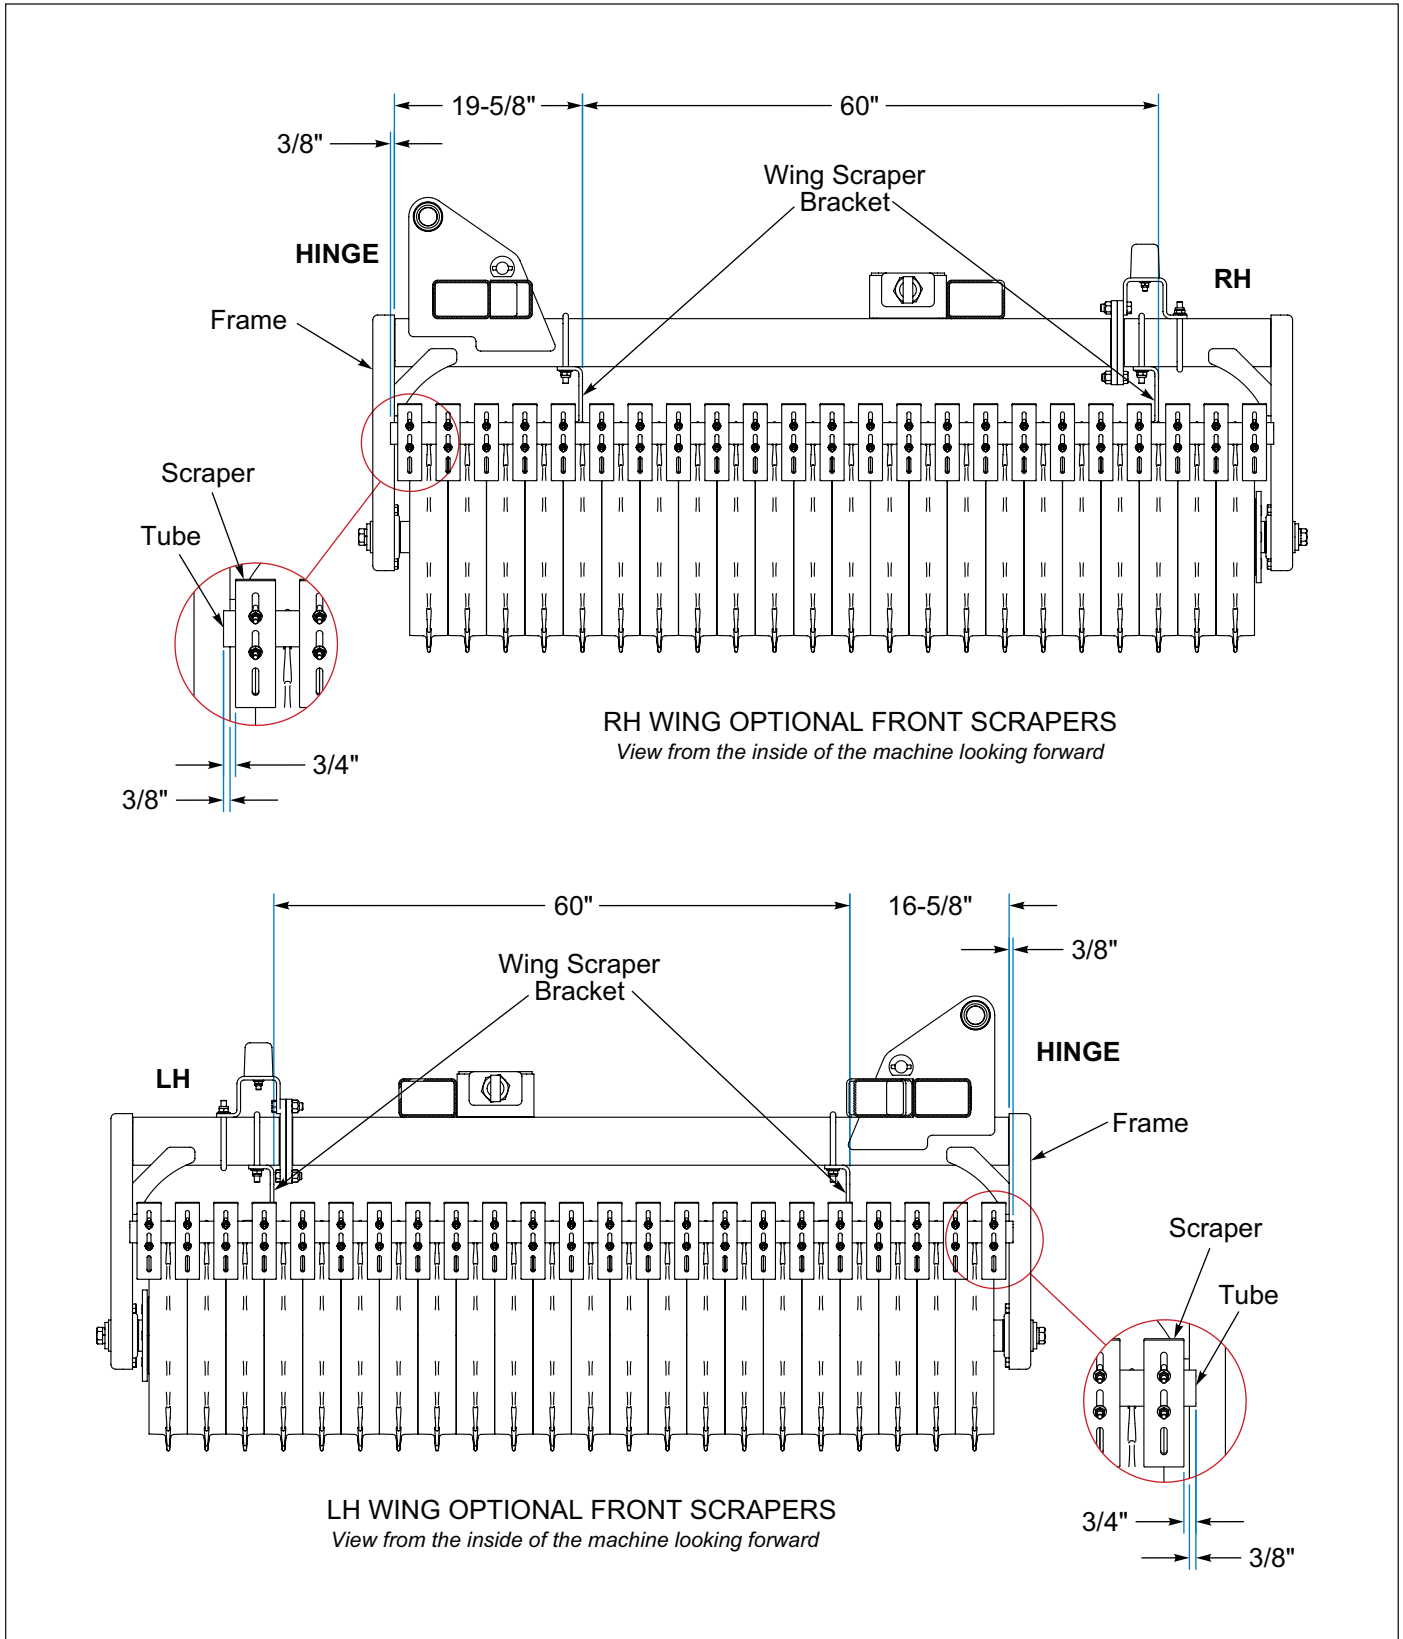 19-5/8"
60"
3/8"
Wing Scraper
Bracket
HINGE
RH
Frame
Scraper
Tube
3/4"
3/8"
RH WING OPTIONAL FRONT SCRAPERS
View from the inside of the machine looking forward
60"
16-5/8"
3/8"
Wing Scraper
Bracket
LH
HINGE
Frame
Scraper
Tube
3/4"
3/8"
LH WING OPTIONAL FRONT SCRAPERS
View from the inside of the machine looking forward